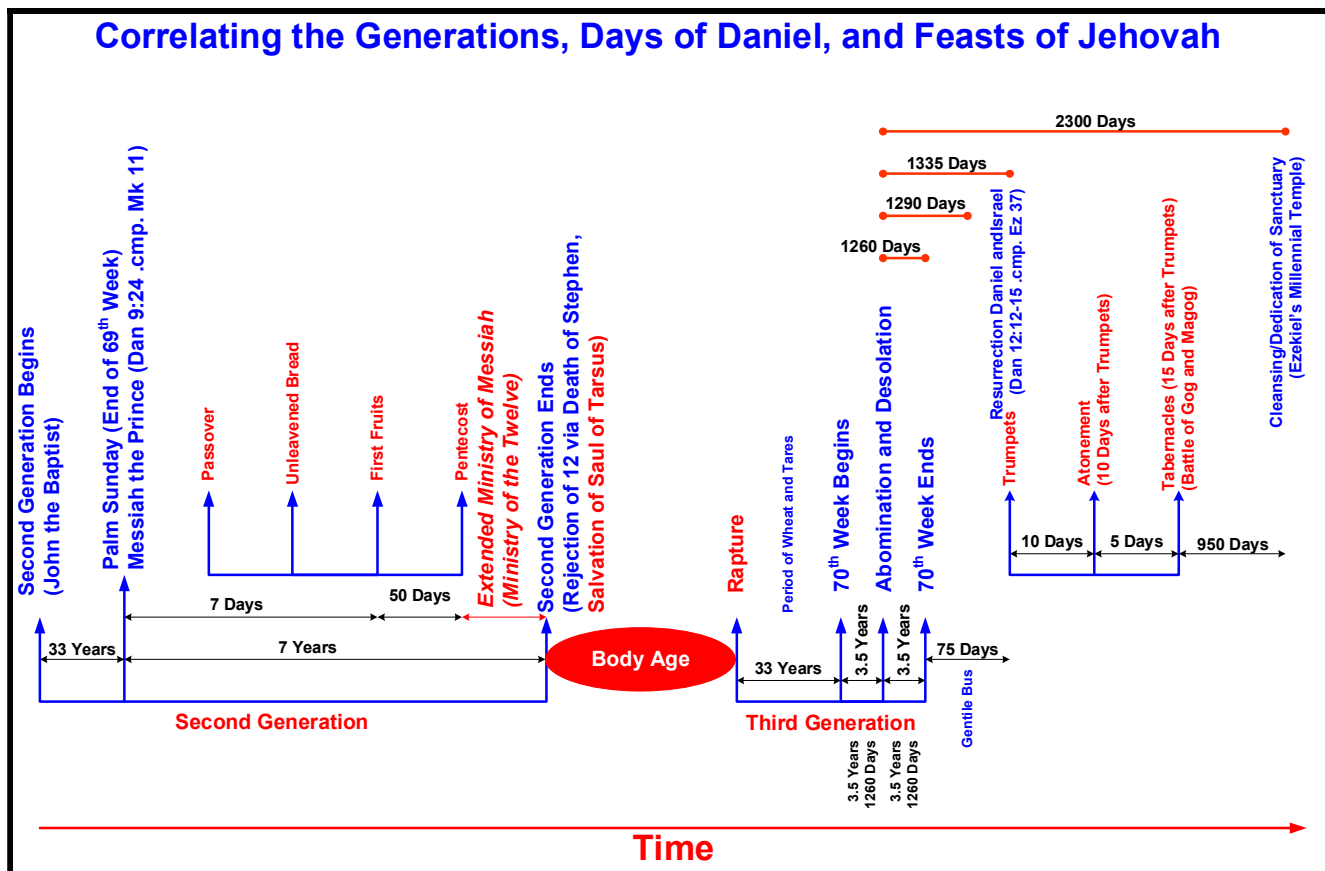 Correlating the Generations, Days of Daniel, and Feasts of Jehovah
2300 Days
1335 Days
1290 Days
1260 Days
Second Generation Begins
(John the Baptist)
Palm Sunday (End of 69th Week)
Messiah the Prince (Dan 9:24 .cmp. Mk 11)
Passover
Unleavened Bread
First Fruits
Pentecost
Extended Ministry of Messiah
(Ministry of the Twelve)
Second Generation Ends
(Rejection of 12 via Death of Stephen,
Salvation of Saul of Tarsus)
Rapture
Period of Wheat and Tares
70th Week Begins
Abomination and Desolation
70th Week Ends
Resurrection Daniel andIsrael
(Dan 12:12-15 .cmp. Ez 37)
Trumpets
Atonement
(10 Days after Trumpets)
Tabernacles (15 Days after Trumpets)
(Battle of Gog and Magog)
Cleansing/Dedication of Sanctuary
(Ezekiel's Millennial Temple)
10 Days
5 Days
950 Days
7 Days
50 Days
33 Years
7 Years
Body Age
33 Years
3.5 Years
3.5 Years
75 Days
Gentile Bus
Second Generation
Third Generation
3.5 Years
1260 Days
3.5 Years
1260 Days
Time